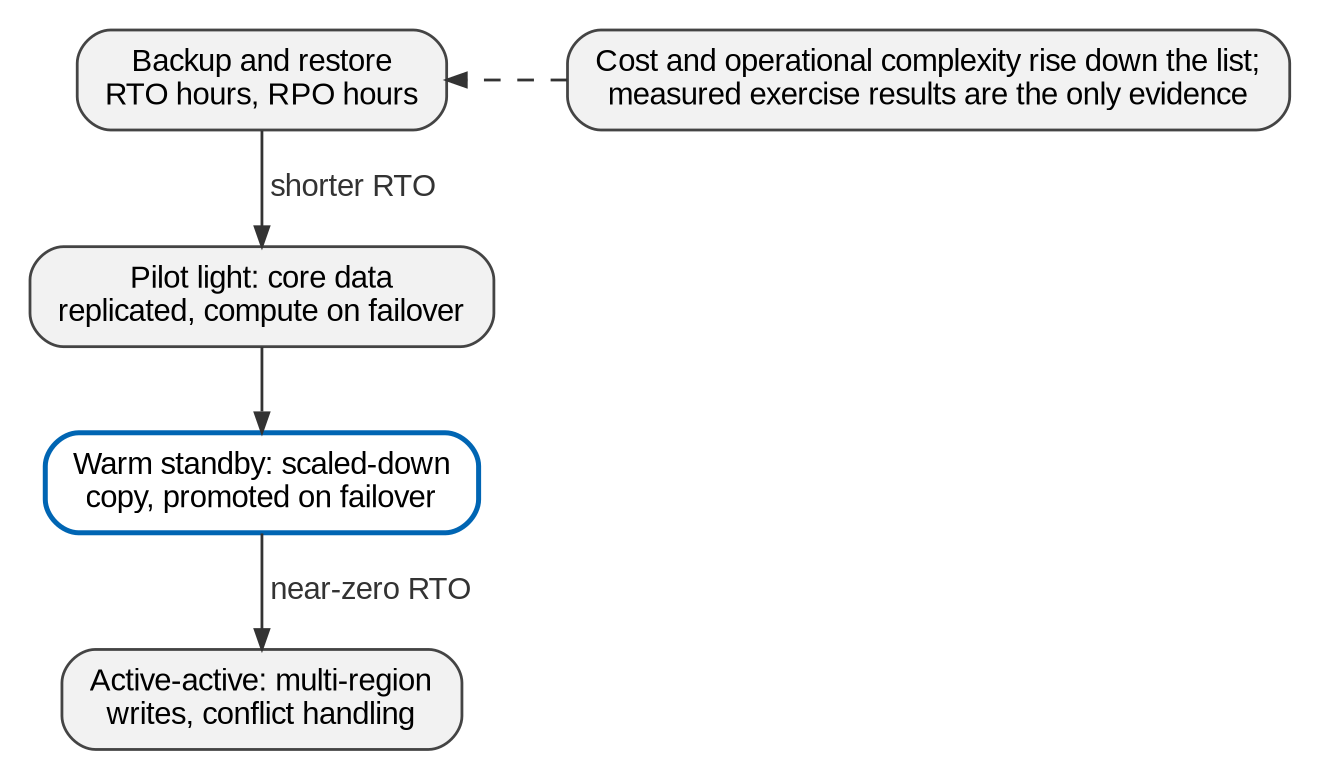 Backup and restore
RTO hours, RPO hours
Cost and operational complexity rise down the list;
measured exercise results are the only evidence
shorter RTO
Pilot light: core data
replicated, compute on failover
Warm standby: scaled-down
copy, promoted on failover
near-zero RTO
Active-active: multi-region
writes, conflict handling